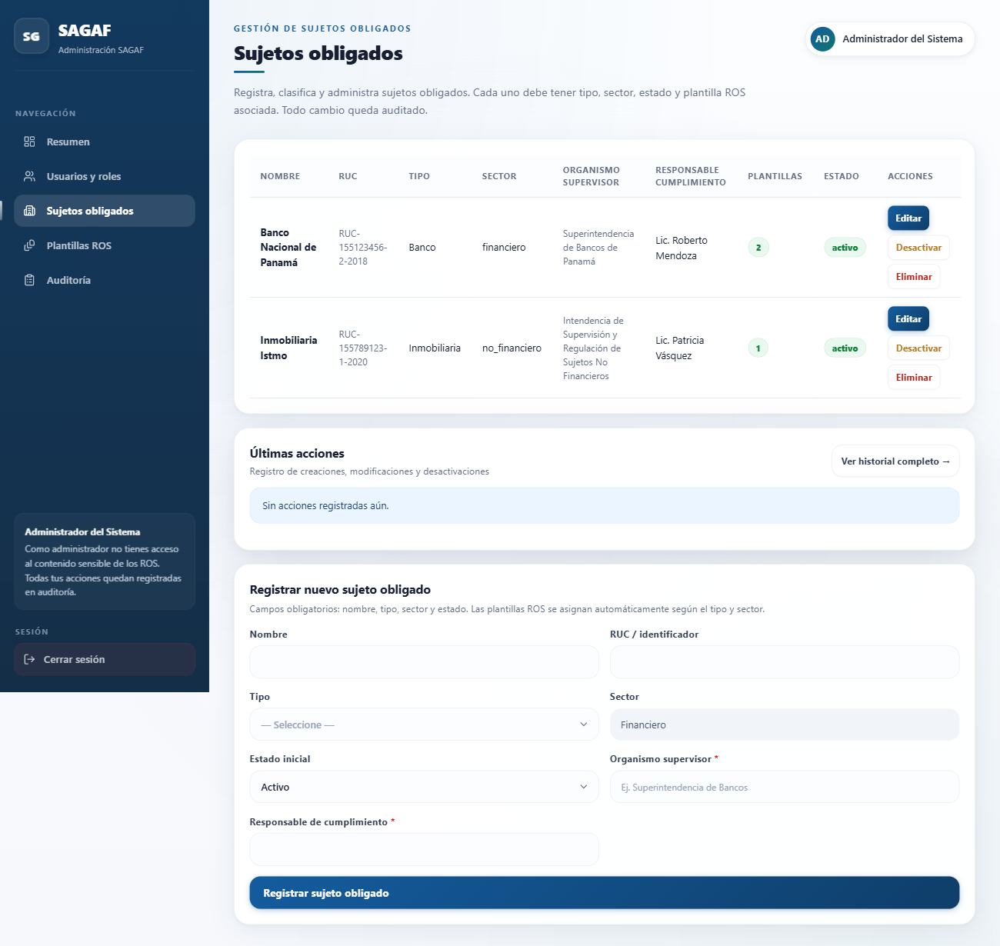 SG
SAGAF
Administración SAGAF
NAVEGACIÓN
Resumen
Usuarios y roles
Sujetos obligados
Plantillas ROS
Auditoría
Administrador del Sistema
Como administrador no tienes acceso
al contenido sensible de los ROS.
Todas tus acciones quedan registradas
en auditoría.
SESIÓN
Cerrar sesión
GESTIÓN DE SUJETOS OBLIGADOS
Sujetos obligados
AD
Administrador del Sistema
Registra, clasifica y administra sujetos obligados. Cada uno debe tener tipo, sector, estado y plantilla ROS
asociada. Todo cambio queda auditado.
NOMBRE
RUC
TIPO
SECTOR
ORGANISMO
SUPERVISOR
RESPONSABLE
CUMPLIMIENTO
PLANTILLAS
ESTADO
ACCIONES
Banco
Nacional de
Panamá
RUC-
155123456-
2-2018
Banco
financiero
Superintendencia
de Bancos de
Panamá
Lic. Roberto
Mendoza
2
activo
Editar
Desactivar
Eliminar
Inmobiliaria
Istmo
RUC-
155789123-
1-2020
Inmobiliaria
no_financiero
Intendencia de
Supervisión y
Regulación de
Sujetos No
Financieros
Lic. Patricia
Vásquez
1
activo
Editar
Desactivar
Eliminar
Últimas acciones
Registro de creaciones, modificaciones y desactivaciones
Ver historial completo →
Sin acciones registradas aún.
Registrar nuevo sujeto obligado
Campos obligatorios: nombre, tipo, sector y estado. Las plantillas ROS se asignan automáticamente según el tipo y sector.
Nombre
RUC / identificador
Tipo
— Seleccione —
Sector
Financiero
Estado inicial
Activo
Organismo supervisor *
Ej. Superintendencia de Bancos
Responsable de cumplimiento *
Registrar sujeto obligado